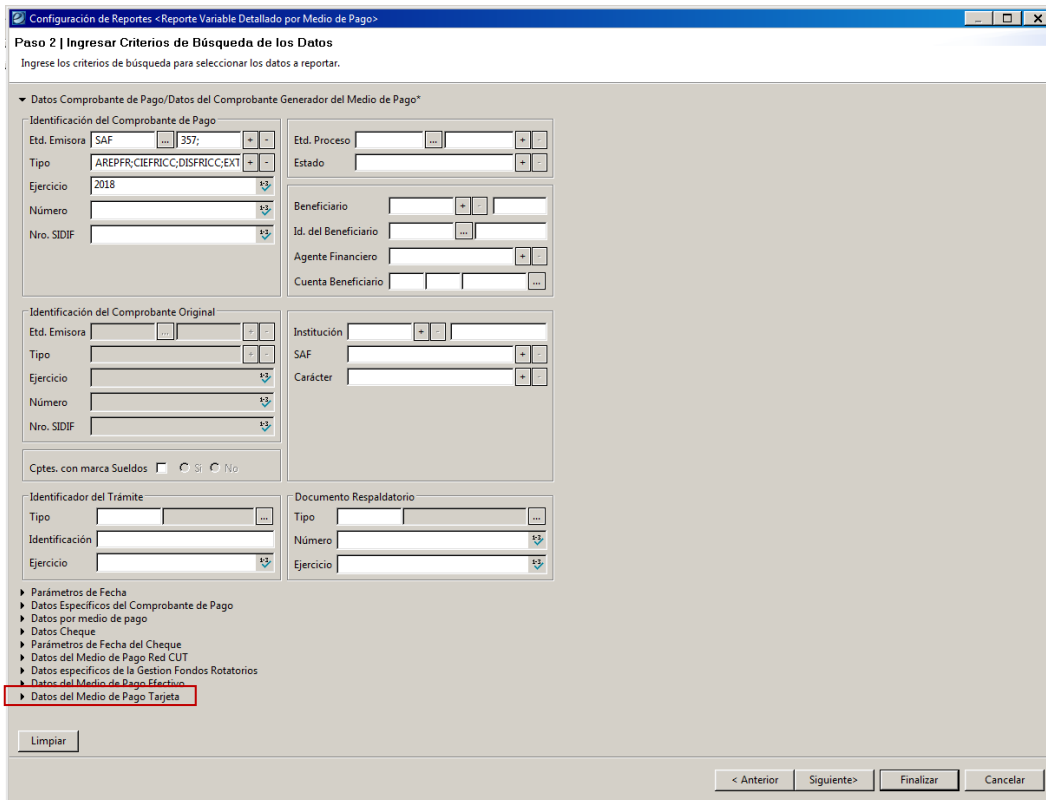 Configuración de Reportes <Reporte Variable Detallado por Medio de Pago>
Paso 2 | Ingresar Criterios de Búsqueda de los Datos
Ingrese los criterios de búsqueda para seleccionar los datos a reportar.
Datos Comprobante de Pago/Datos del Comprobante Generador del Medio de Pago*
Identificación del Comprobante de Pago
Etd. Emisora SAF ... 357; + -
Tipo AREPFR;CIEFRICC;DISFRICC;EXT + -
Ejercicio 2018
Número
Nro. SIDIF
Etd. Proceso ... + -
Estado + -
Beneficiario + -
Id. del Beneficiario ...
Agente Financiero + -
Cuenta Beneficiario ...
Identificación del Comprobante Original
Etd. Emisora ... + -
Tipo + -
Ejercicio
Número
Nro. SIDIF
Institución + -
SAF + -
Carácter + -
Cptes. con marca Sueldos Si No
Identificador del Trámite
Tipo ...
Identificación
Ejercicio
Documento Respaldatorio
Tipo ...
Número
Ejercicio
Parámetros de Fecha
Datos Específicos del Comprobante de Pago
Datos por medio de pago
Datos Cheque
Parámetros de Fecha del Cheque
Datos del Medio de Pago Red CUT
Datos especificos de la Gestion Fondos Rotatorios
Datos del Medio de Pago Efectivo
Datos del Medio de Pago Tarjeta
Limpiar
< Anterior Siguiente> Finalizar Cancelar